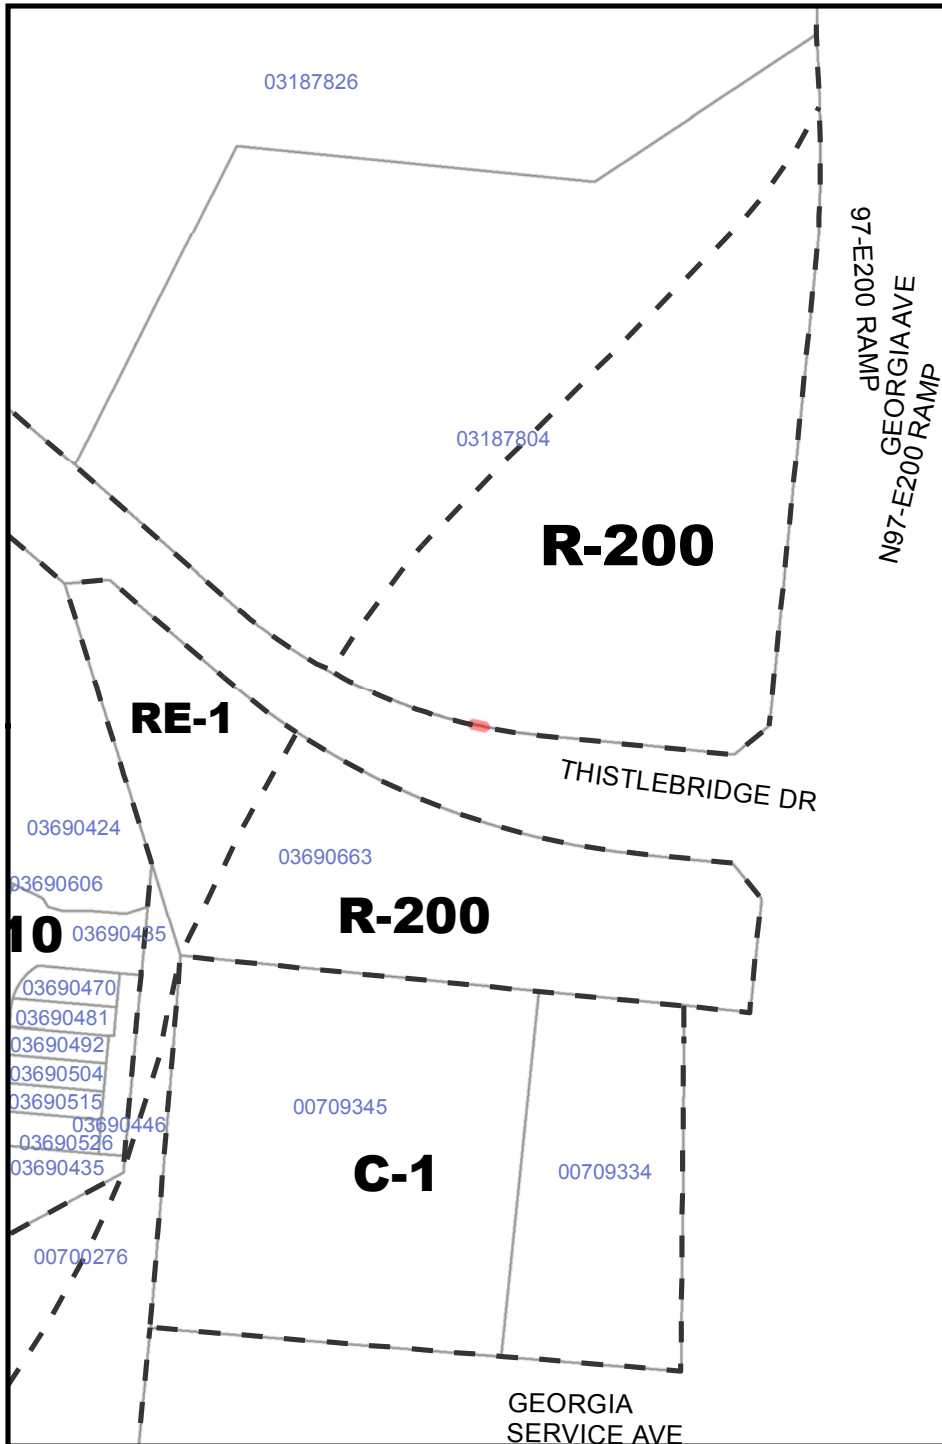 03187826
97-E200 RAMP
GEORGIA AVE
N97-E200 RAMP
03187804
R-200
RE-1
THISTLEBRIDGE DR
03690424
03690663
03690606
R-200
10
03690435
03690470
03690481
03690492
03690504
03690515
00709345
03690446
03690526
03690435
C-1
00709334
00700276
GEORGIA
SERVICE AVE